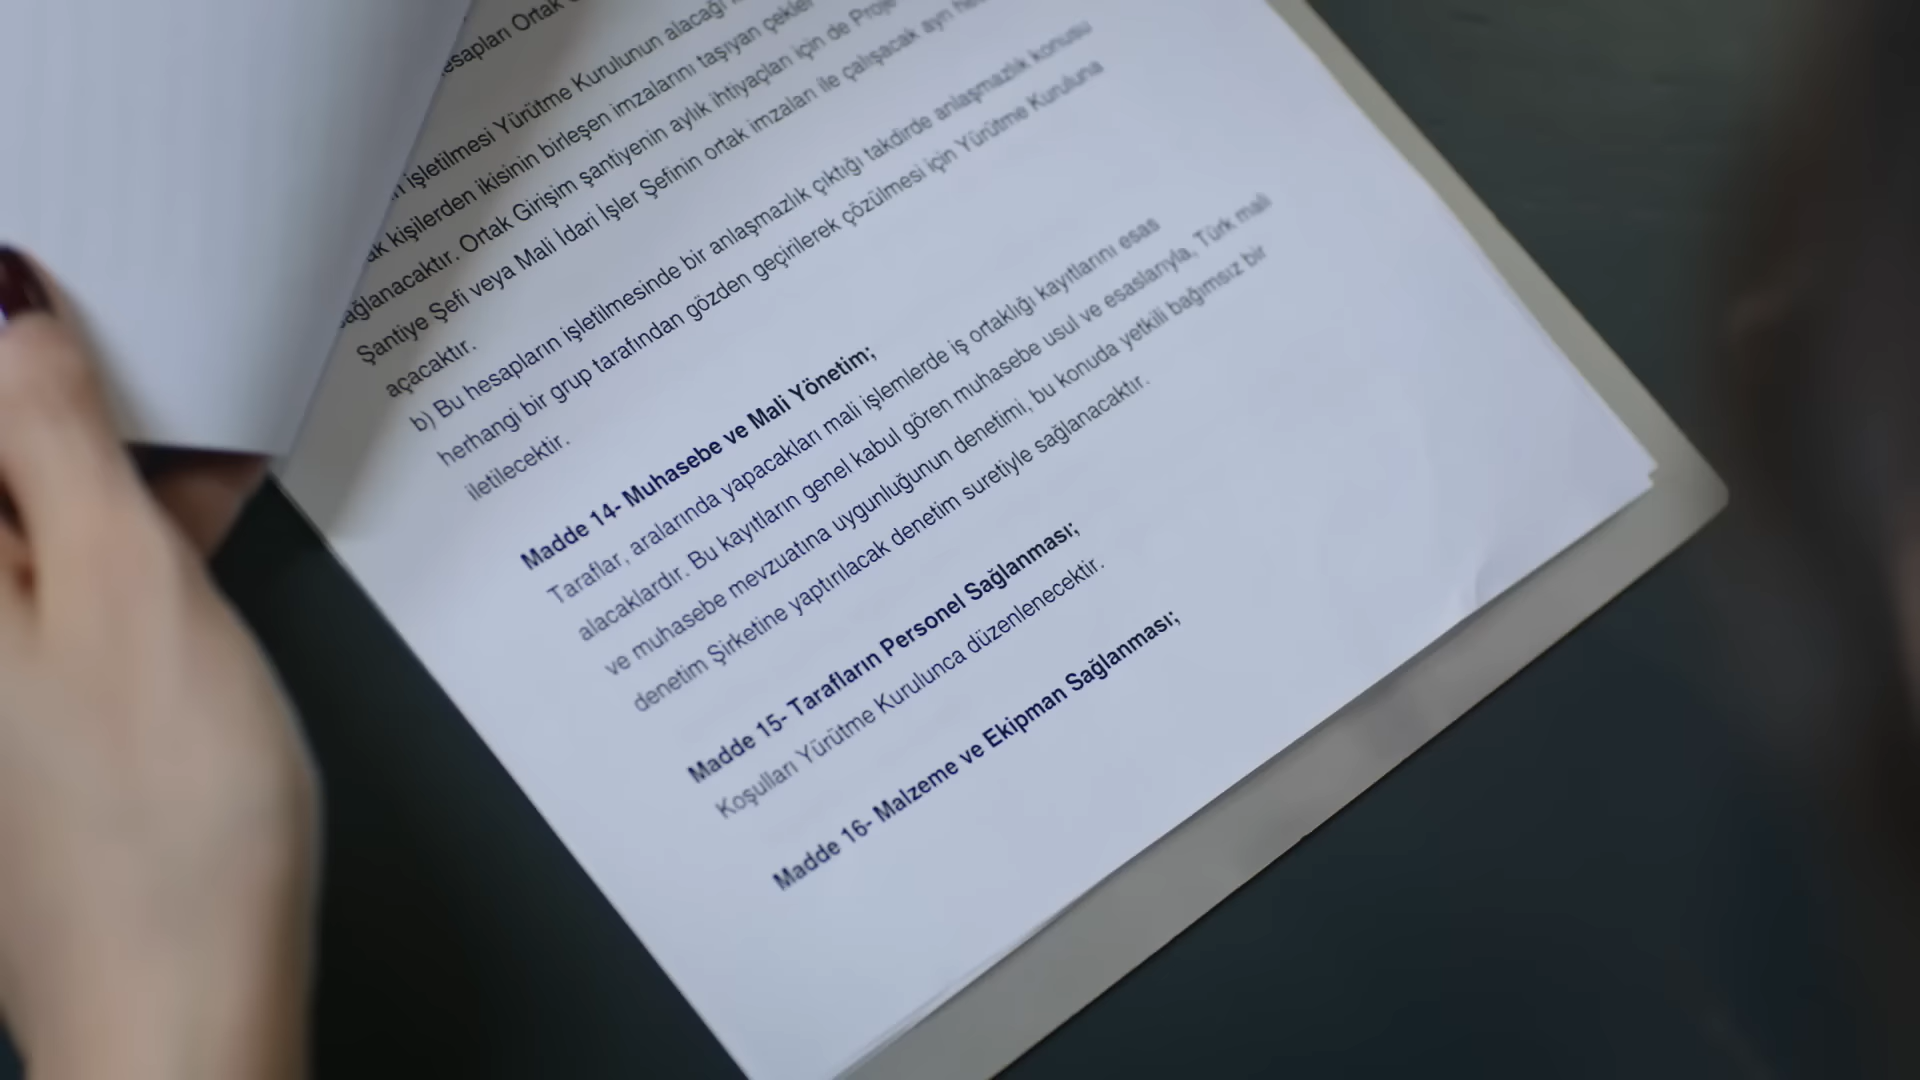 esapları Ortak
işletilmesi Yürütme Kurulunun alacağı
kişilerden ikisinin birleşen imzalarını taşıyan çekler
sağlanacaktır. Ortak Girişim şantiyenin aylık ihtiyaçları için de Proje
Şantiye Şefi veya Mali İdari İşler Şefinin ortak imzaları ile çalışacak ayrı
açacaktır.
b) Bu hesapların işletilmesinde bir anlaşmazlık çıktığı takdirde anlaşmazlık konusu
herhangi bir grup tarafından gözden geçirilerek çözülmesi için Yürütme Kuruluna
iletilecektir.
Madde 14- Muhasebe ve Mali Yönetim;
Taraflar, aralarında yapacakları mali işlemlerde iş ortaklığı kayıtlarını esas
alacaklardır. Bu kayıtların genel kabul gören muhasebe usul ve esaslarıyla, Türk mali
ve muhasebe mevzuatına uygunluğunun denetimi, bu konuda yetkili bağımsız bir
denetim Şirketine yaptırılacak denetim suretiyle sağlanacaktır.
Madde 15- Tarafların Personel Sağlanması;
Koşulları Yürütme Kurulunca düzenlenecektir.
Madde 16- Malzeme ve Ekipman Sağlanması;